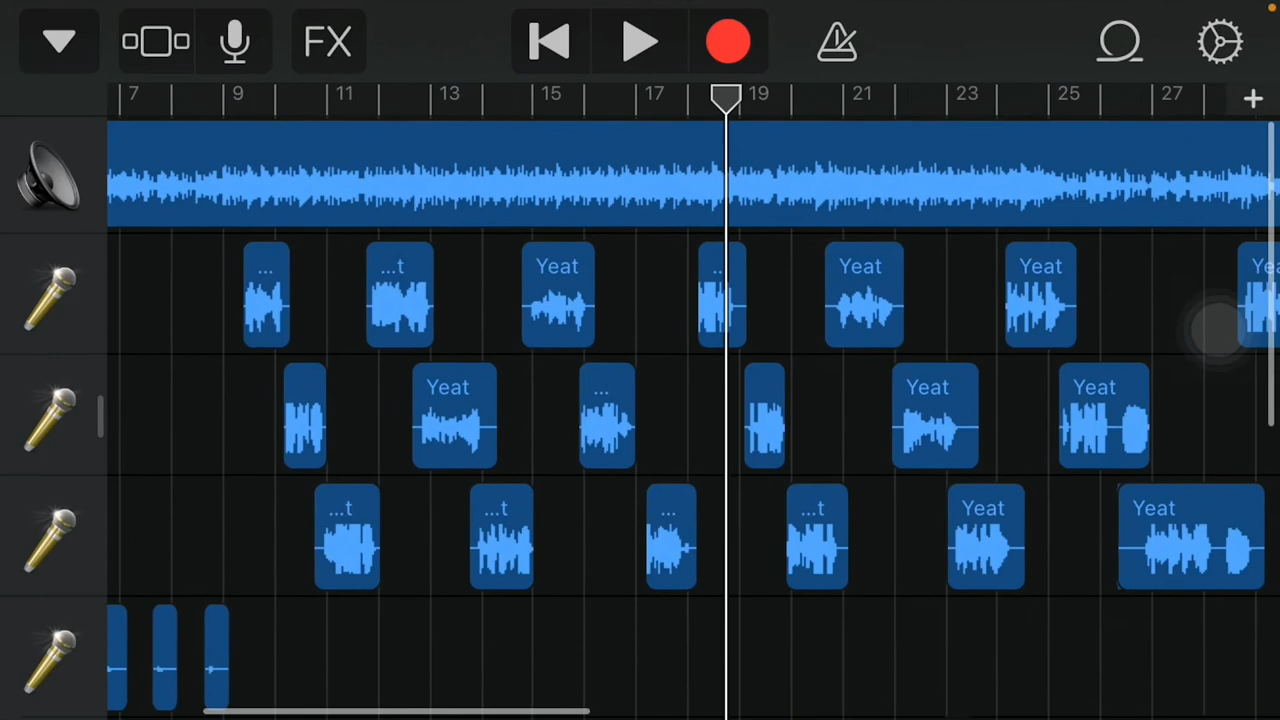 FX
7 9 11 13 15 17 19 21 23 25 27 +
... ...t Yeat ... Yeat Yeat Yea
Yeat ... Yeat Yeat
...t ...t ... ...t Yeat Yeat